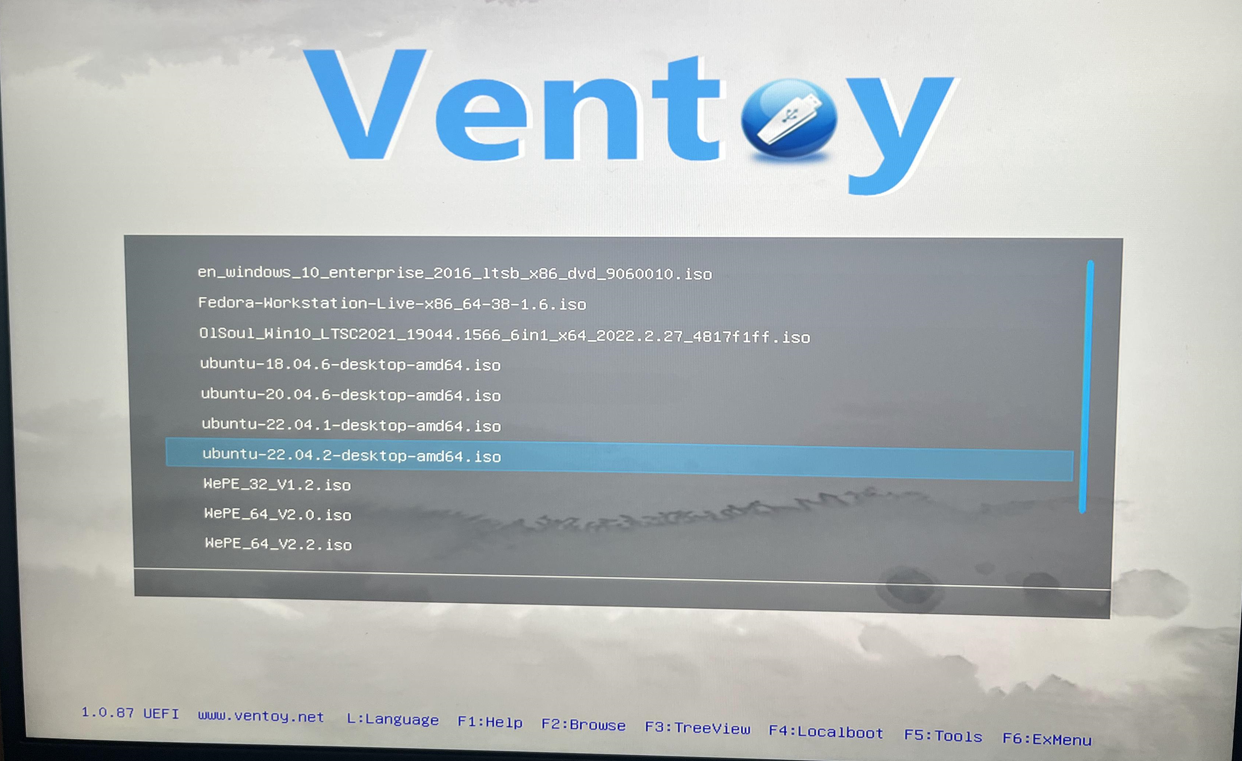 Ventoy
en_windows_10_enterprise_2016_ltsb_x86_dvd_9060010.iso
Fedora-Workstation-Live-x86_64-38-1.6.iso
OlSoul_Win10_LTSC2021_19044.1566_6in1_x64_2022.2.27_4817f1ff.iso
ubuntu-18.04.6-desktop-amd64.iso
ubuntu-20.04.6-desktop-amd64.iso
ubuntu-22.04.1-desktop-amd64.iso
ubuntu-22.04.2-desktop-amd64.iso
WePE_32_V1.2.iso
WePE_64_V2.0.iso
WePE_64_V2.2.iso
1.0.87 UEFI www.ventoy.net L:Language F1:Help F2:Browse F3:TreeView F4:Localboot F5:Tools F6:ExMenu